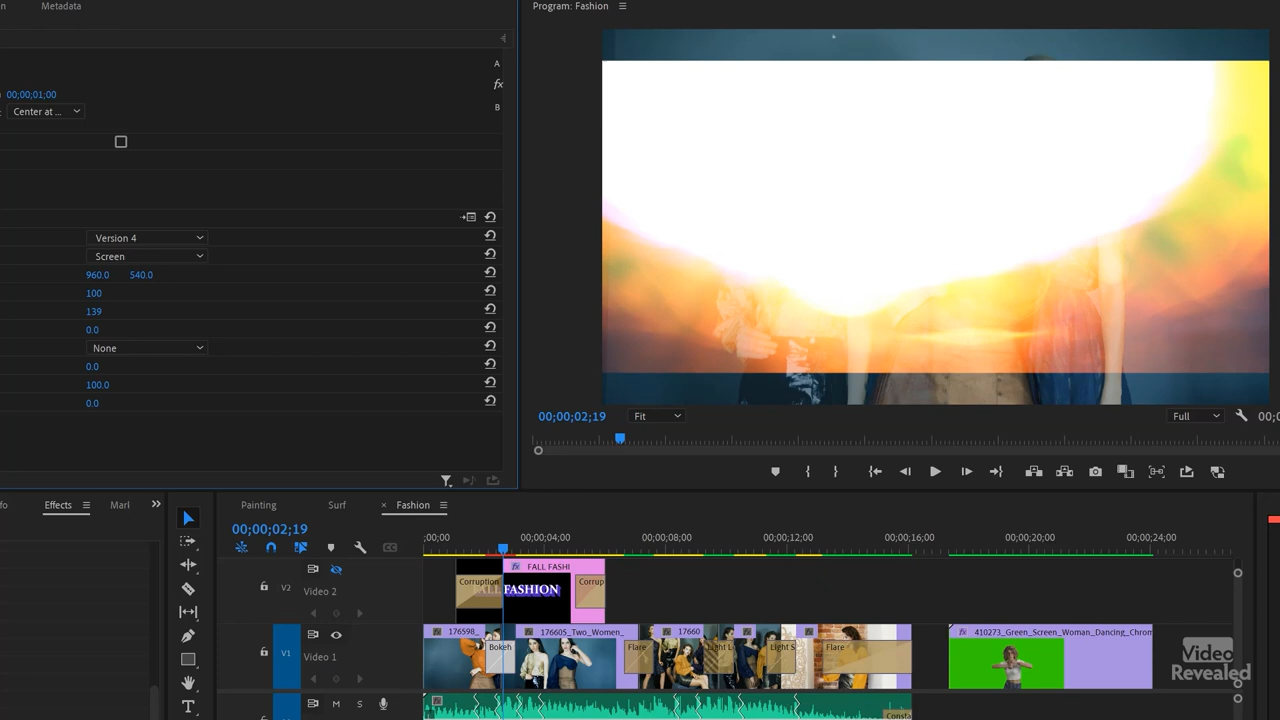 Metadata
Program: Fashion
A
fx
00;00;01;00
B
Center at ...
Version 4
Screen
960.0 540.0
100
139
0.0
None
0.0
100.0
0.0
00;00;02;19
Fit
Full
Effects
Painting
Surf
Fashion
00;00;02;19
;00;00
00;00;04;00
00;00;08;00
00;00;12;00
00;00;16;00
00;00;20;00
00;00;24;00
FALL FASHI
V2
Video 2
Corruption
FALL FASHION
Corrup
V1
Video 1
176598_
176605_Two_Women_
17660
410273_Green_Screen_Woman_Dancing_Chrom
Bokeh
Flare
Light L
Light S
Flare
Video
Revealed
M S
Consta